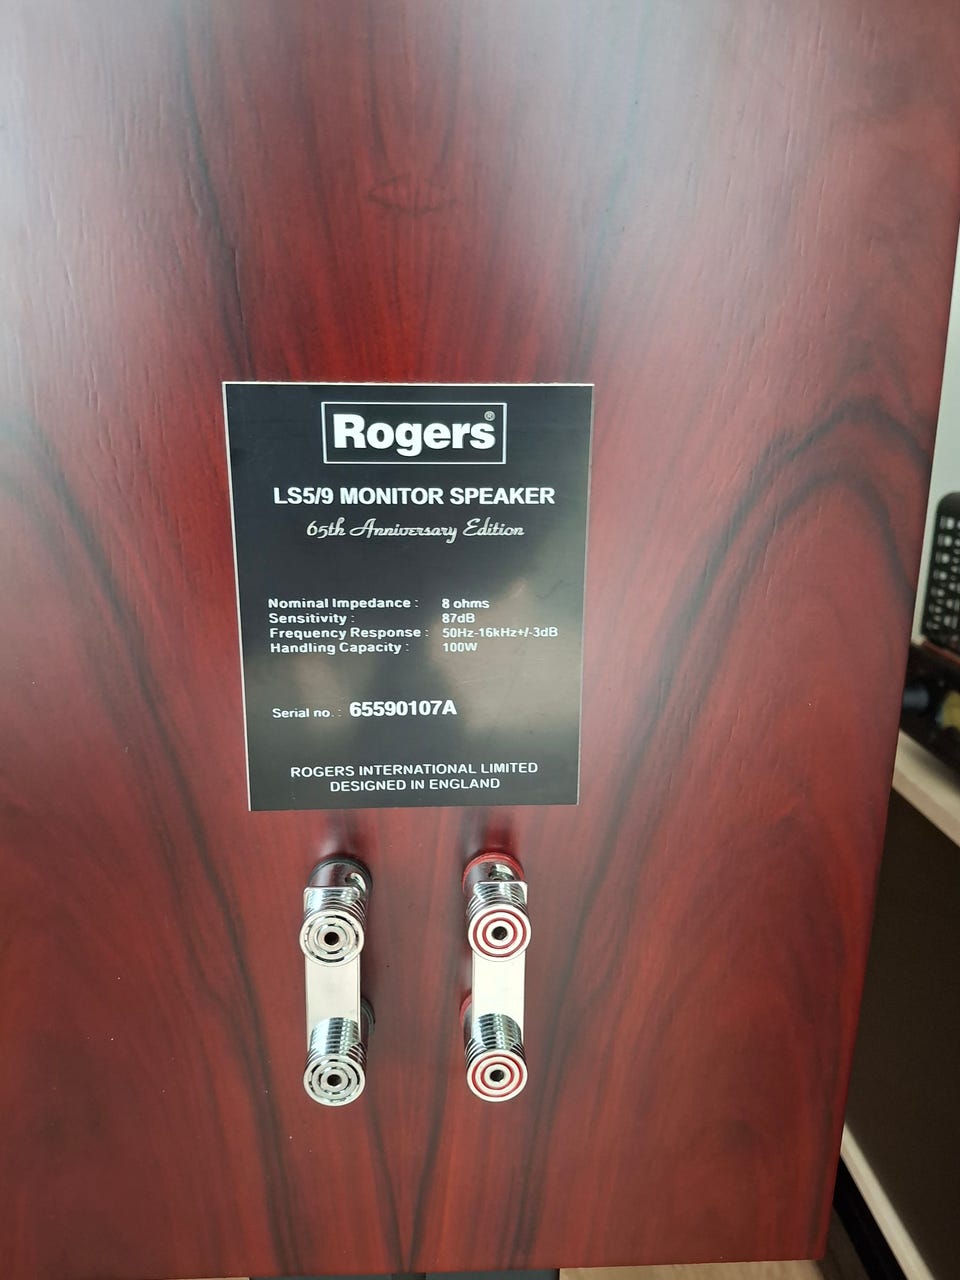 Rogers®
LS5/9 MONITOR SPEAKER
65th Anniversary Edition
Nominal Impedance : 8 ohms
Sensitivity : 87dB
Frequency Response : 50Hz-16kHz+/-3dB
Handling Capacity : 100W
Serial no. : 65590107A
ROGERS INTERNATIONAL LIMITED
DESIGNED IN ENGLAND